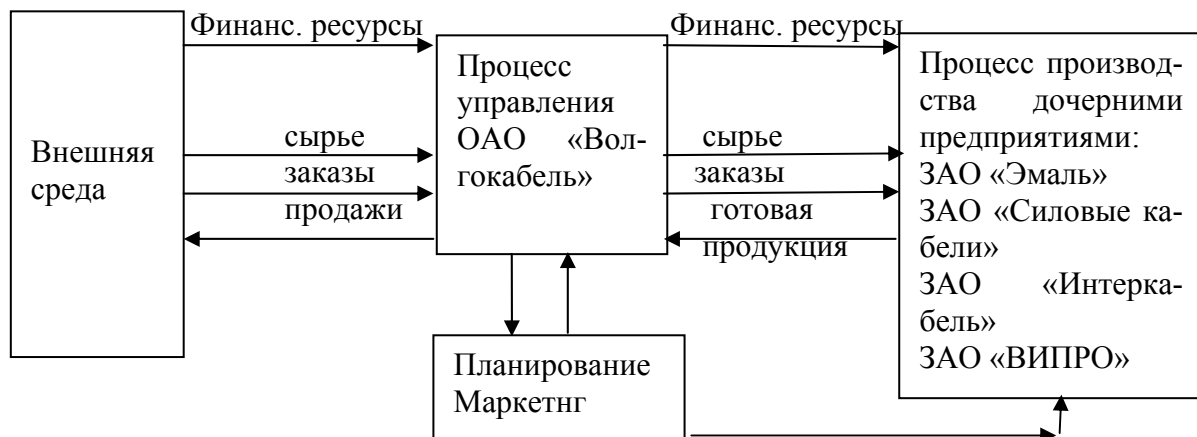 Финанс. ресурсы
Финанс. ресурсы
Внешняя
среда
сырье
заказы
продажи
Процесс
управления
ОАО «Вол-
гокабель»
сырье
заказы
готовая
продукция
Процесс производ-
ства дочерними
предприятиями:
ЗАО «Эмаль»
ЗАО «Силовые ка-
бели»
ЗАО «Интерка-
бель»
ЗАО «ВИПРО»
Планирование
Маркетнг